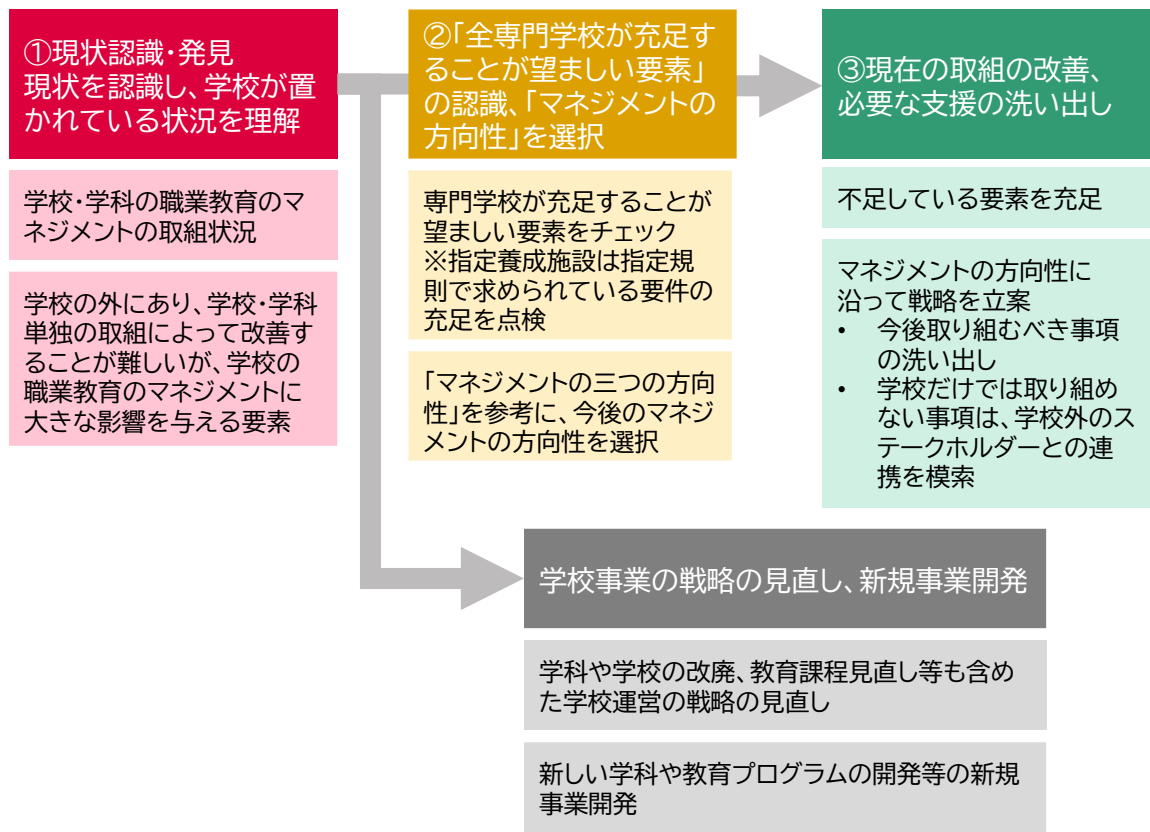 ①現状認識・発見
現状を認識し、学校が置
かれている状況を理解
学校・学科の職業教育のマ
ネジメントの取組状況
学校の外にあり、学校・学科
単独の取組によって改善す
ることが難しいが、学校の
職業教育のマネジメントに
大きな影響を与える要素
②「全専門学校が充足す
ることが望ましい要素」
の認識、「マネジメントの
方向性」を選択
専門学校が充足することが
望ましい要素をチェック
※指定養成施設は指定規
則で求められている要件の
充足を点検
「マネジメントの三つの方向
性」を参考に、今後のマネジ
メントの方向性を選択
③現在の取組の改善、
必要な支援の洗い出し
不足している要素を充足
マネジメントの方向性に
沿って戦略を立案
• 今後取り組むべき事項
の洗い出し
• 学校だけでは取り組め
ない事項は、学校外のス
テークホルダーとの連
携を模索
学校事業の戦略の見直し、新規事業開発
学科や学校の改廃、教育課程見直し等も含め
た学校運営の戦略の見直し
新しい学科や教育プログラムの開発等の新規
事業開発